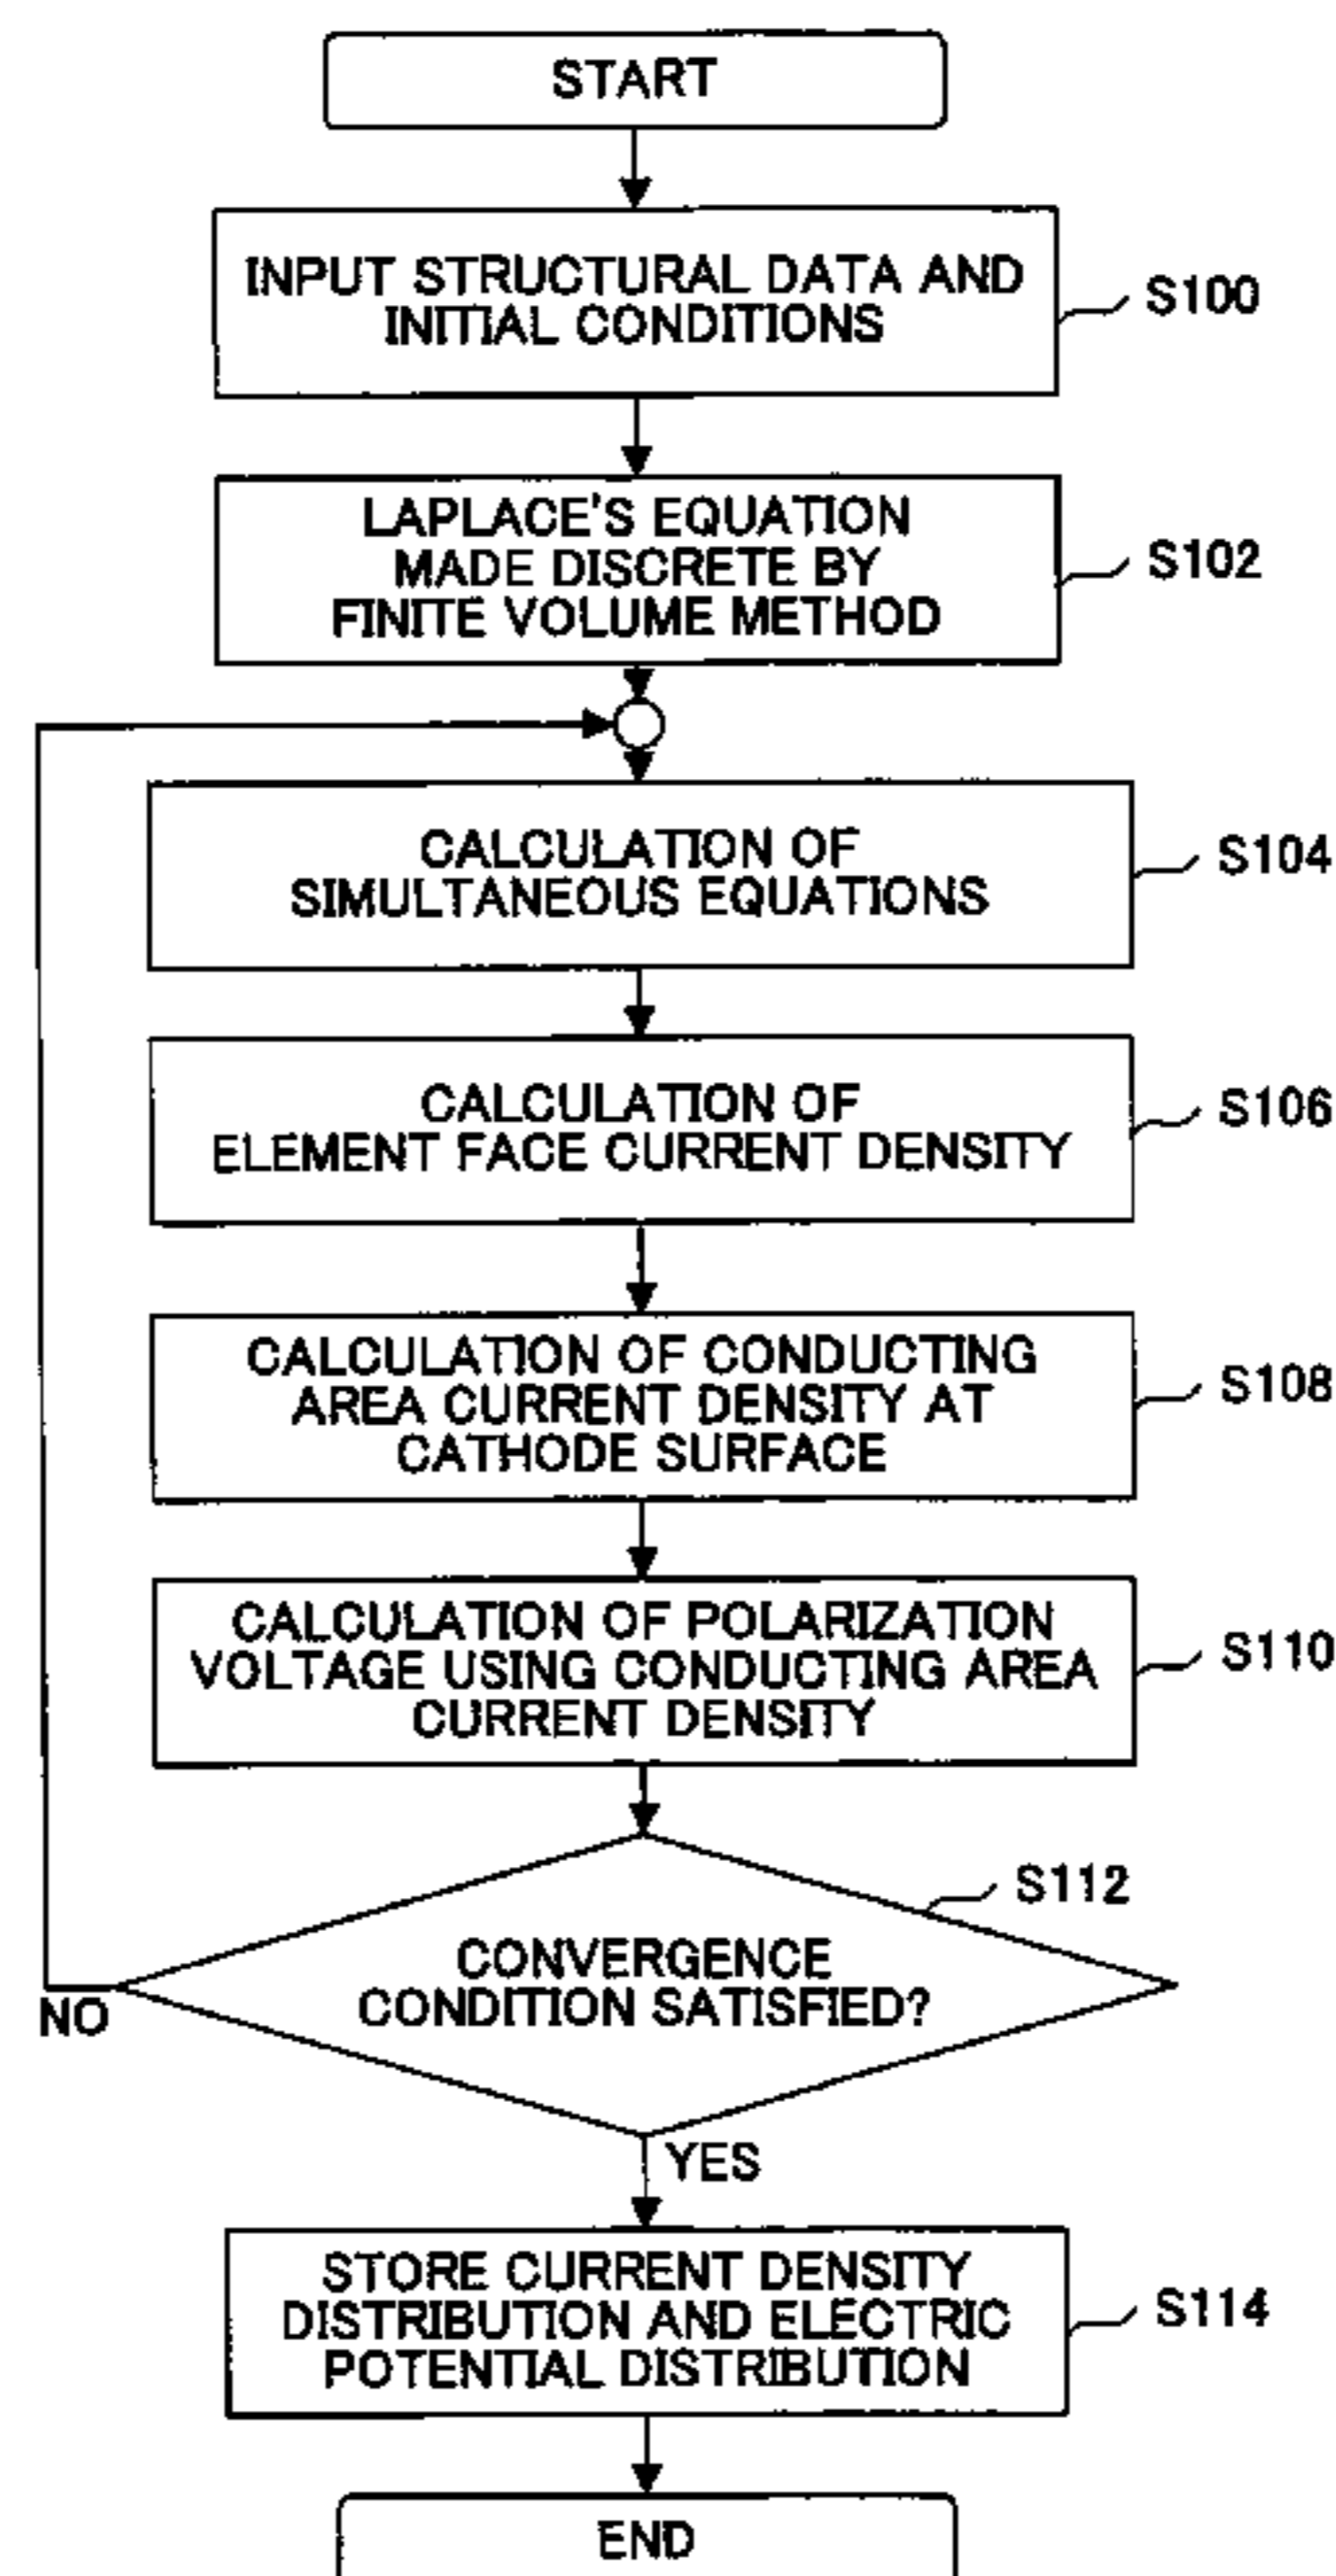 START
INPUT STRUCTURAL DATA AND
INITIAL CONDITIONS
S100
LAPLACE'S EQUATION
MADE DISCRETE BY
FINITE VOLUME METHOD
S102
CALCULATION OF
SIMULTANEOUS EQUATIONS
S104
CALCULATION OF
ELEMENT FACE CURRENT DENSITY
S106
CALCULATION OF CONDUCTING
AREA CURRENT DENSITY AT
CATHODE SURFACE
S108
CALCULATION OF POLARIZATION
VOLTAGE USING CONDUCTING AREA
CURRENT DENSITY
S110
S112
CONVERGENCE
CONDITION SATISFIED?
NO
YES
STORE CURRENT DENSITY
DISTRIBUTION AND ELECTRIC
POTENTIAL DISTRIBUTION
S114
END